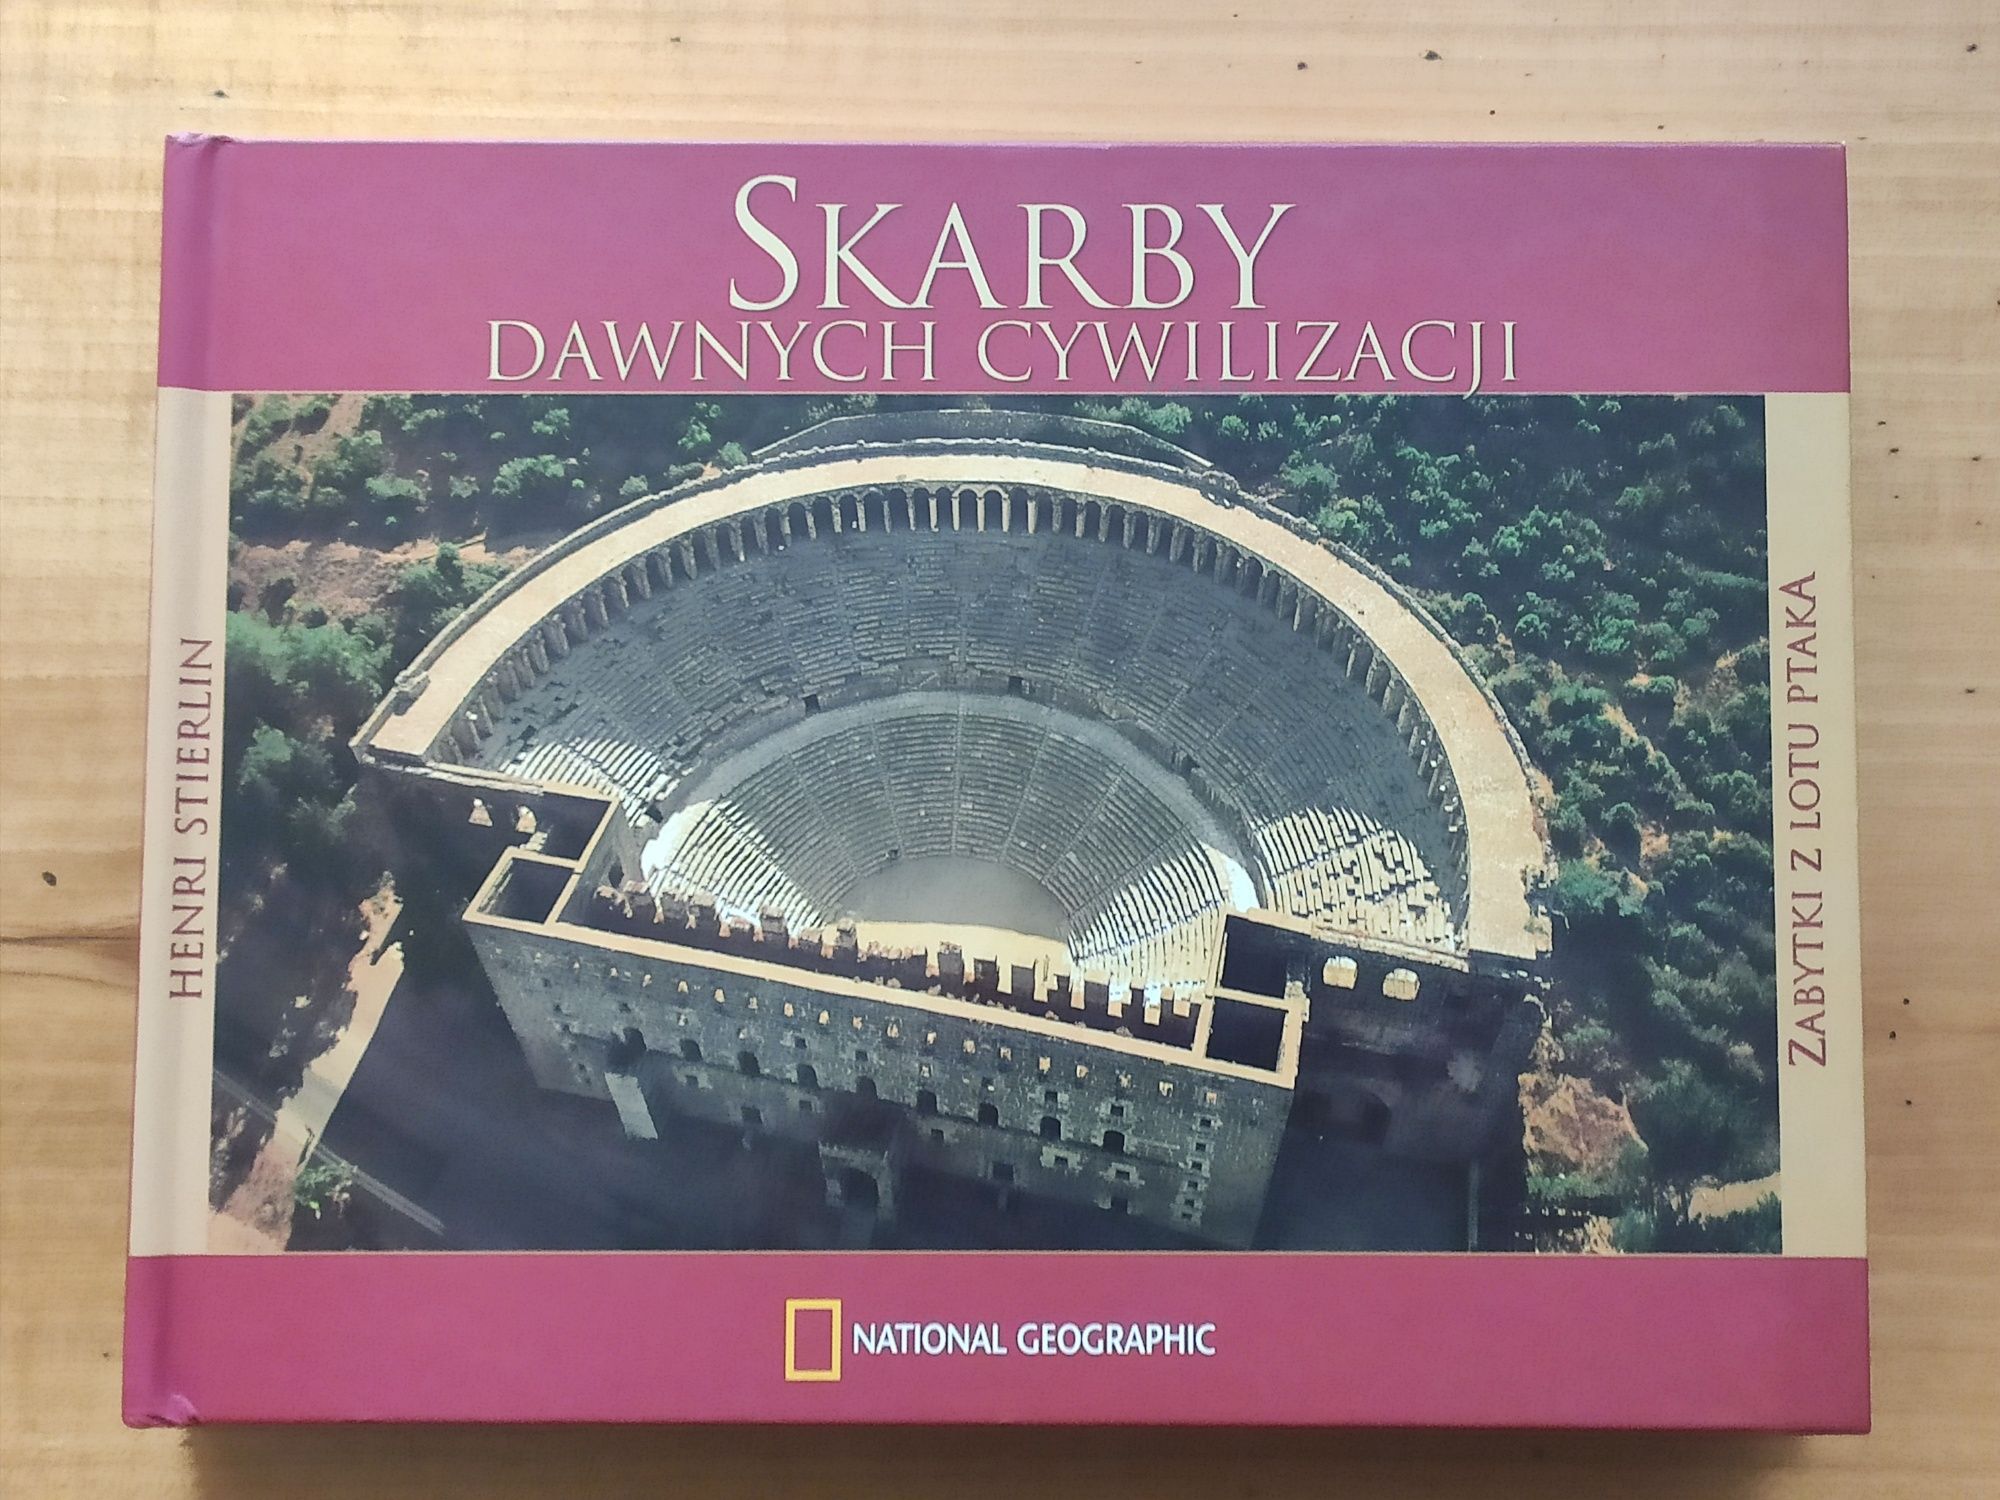 SKARBY
DAWNYCH CYWILIZACJI
HENRI STIERLIN
ZABYTKI Z LOTU PTAKA
NATIONAL GEOGRAPHIC